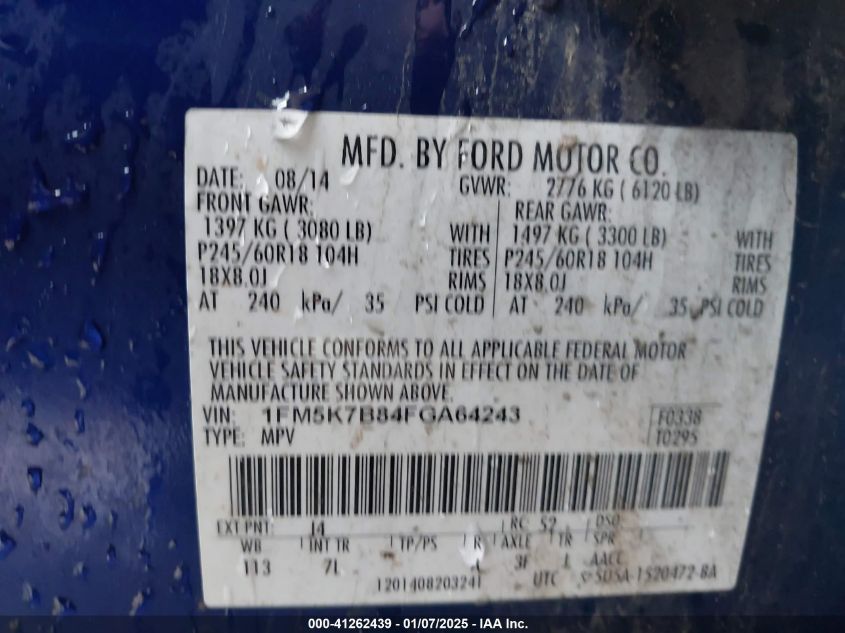 MFD. BY FORD MOTOR CO.
DATE: 08/14 GVWR: 2776 KG ( 6120 LB)
FRONT GAWR: REAR GAWR:
1397 KG ( 3080 LB) WITH 1497 KG ( 3300 LB) WITH
P245/60R18 104H TIRES P245/60R18 104H TIRES
18X8.0J RIMS 18X8.0J RIMS
AT 240 kPa/ 35 PSI COLD AT 240 kPa/ 35 PSI COLD
THIS VEHICLE CONFORMS TO ALL APPLICABLE FEDERAL MOTOR
VEHICLE SAFETY STANDARDS IN EFFECT ON THE DATE OF
MANUFACTURE SHOWN ABOVE.
VIN: 1FM5K7B84FGA64243 F0338
TYPE: MPV T0295
EXT PNT: J4 RC: 52 DSO:
WB INT TR TP/PS R AXLE TR SPR
113 7L 3F L AACC
1201408203241 UTC
000-41262439 - 01/07/2025 - IAA Inc.